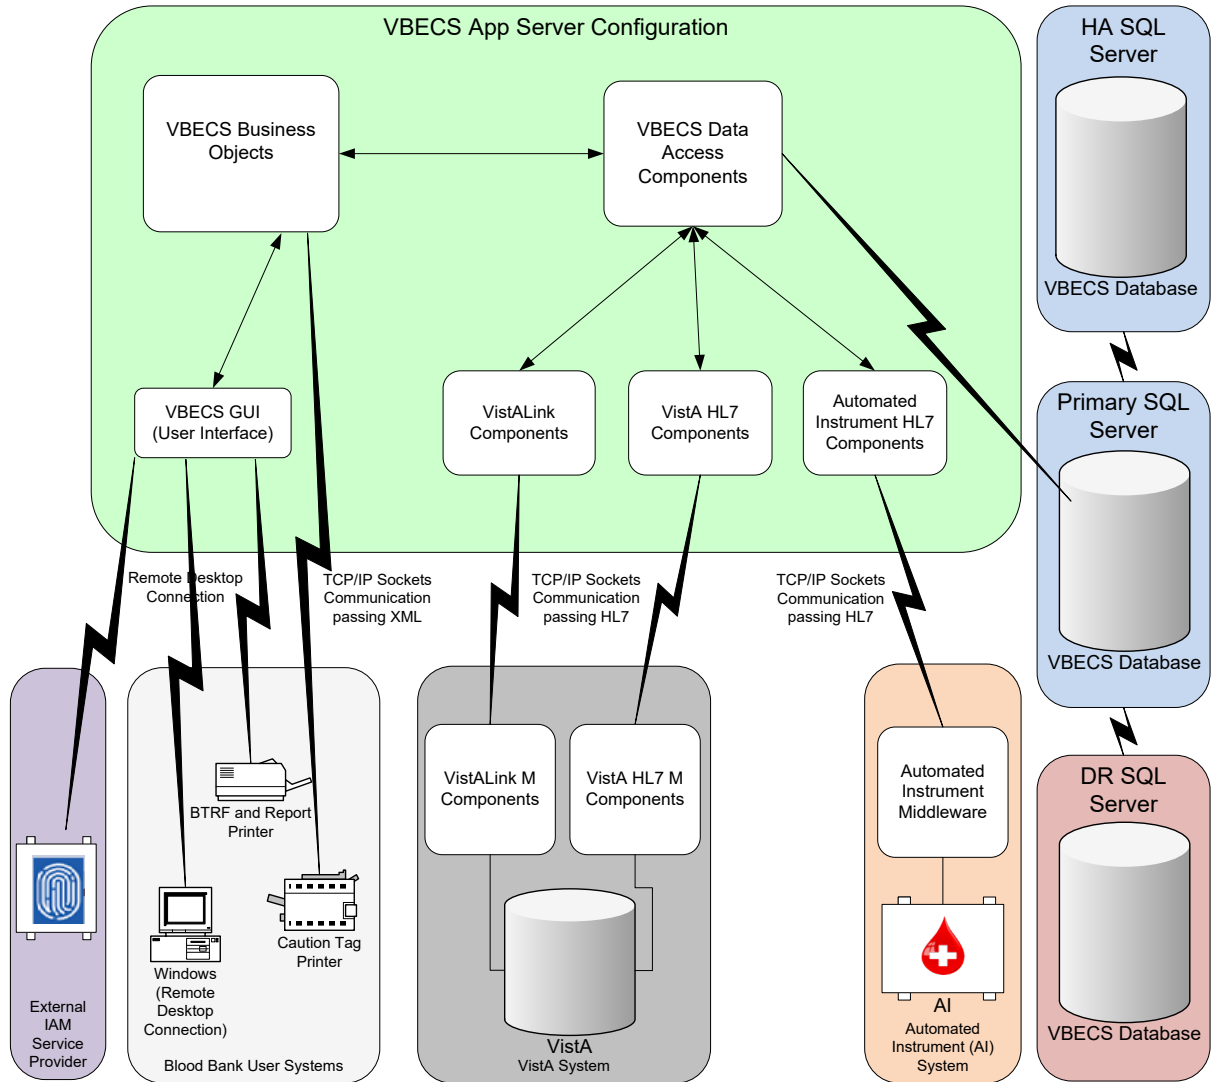 VBECS App Server Configuration
HA SQL
Server
VBECS Business
Objects
VBECS Data
Access
Components
VBECS Database
VBECS GUI
(User Interface)
VistALink
Components
VistA HL7
Components
Automated
Instrument HL7
Components
Primary SQL
Server
VBECS Database
Remote Desktop
Connection
TCP/IP Sockets
Communication
passing XML
TCP/IP Sockets
Communication
passing HL7
TCP/IP Sockets
Communication
passing HL7
VistALink M
Components
VistA HL7 M
Components
Automated
Instrument
Middleware
DR SQL
Server
VBECS Database
BTRF and Report
Printer
Caution Tag
Printer
Windows
(Remote
Desktop
Connection)
External
IAM
Service
Provider
Blood Bank User Systems
VistA
VistA System
AI
Automated
Instrument (AI)
System